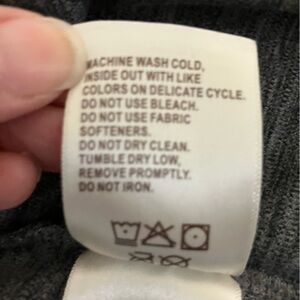 MACHINE WASH COLD,
INSIDE OUT WITH LIKE
COLORS ON DELICATE CYCLE.
DO NOT USE BLEACH.
DO NOT USE FABRIC
SOFTENERS.
DO NOT DRY CLEAN.
TUMBLE DRY LOW,
REMOVE PROMPTLY.
DO NOT IRON.